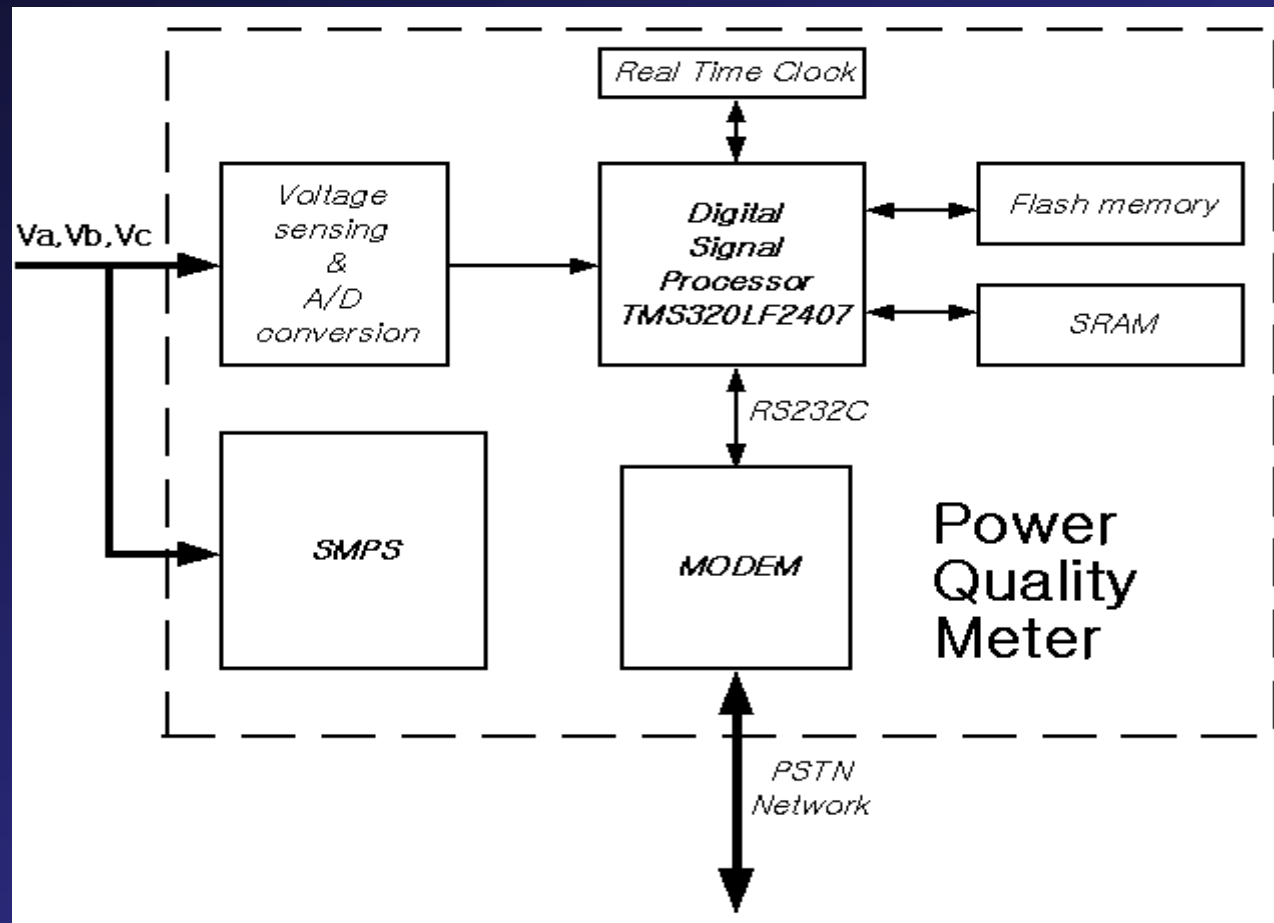 Real Time Clock
Voltage
sensing
&
A/D
conversion
Digital
Signal
Processor
TMS320LF2407
Flash memory
SRAM
Va,Vb,Vc
RS232C
SMPS
MODEM
Power
Quality
Meter
PSTN
Network